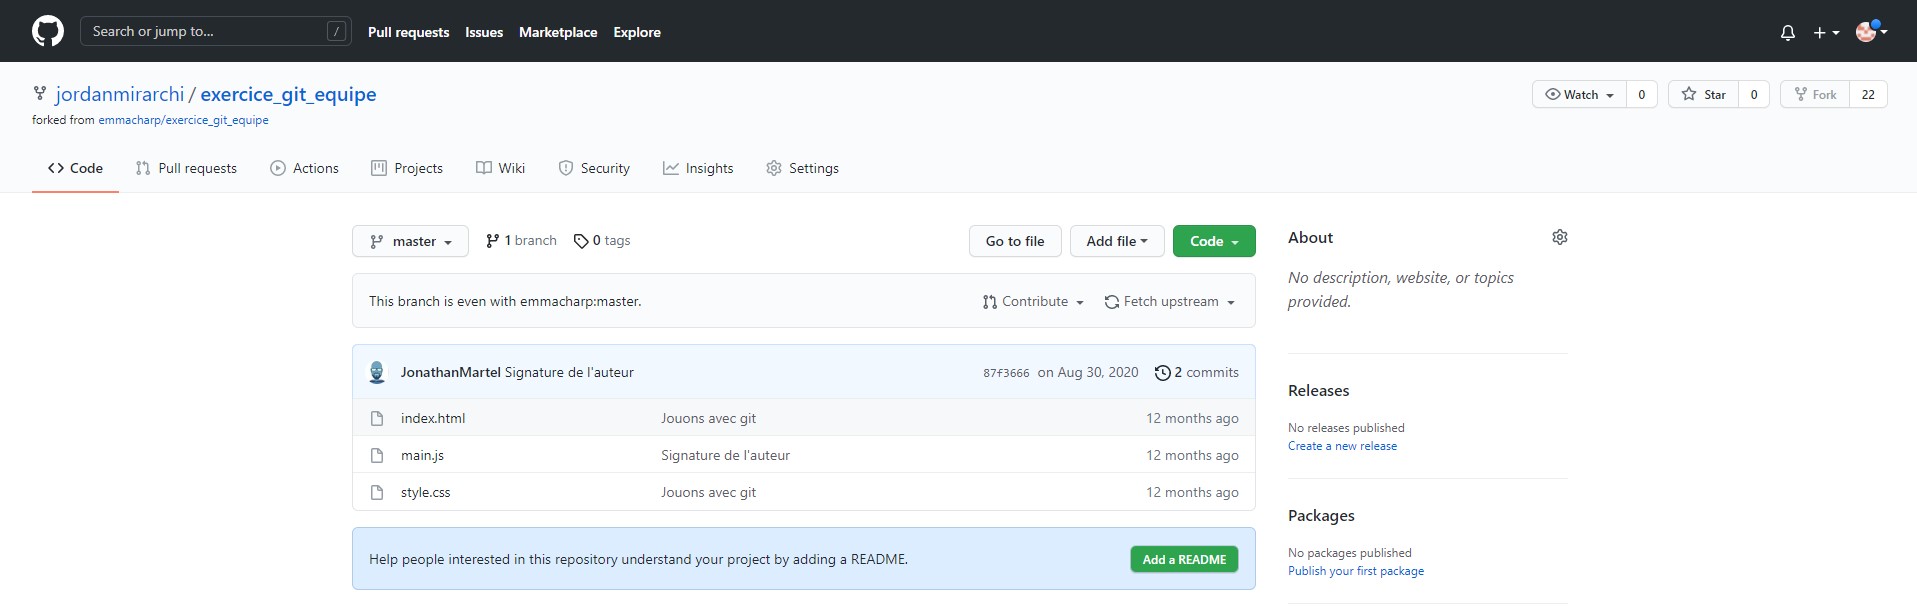 Search or jump to... /
Pull requests Issues Marketplace Explore
jordanmirarchi / exercice_git_equipe
forked from emmacharp/exercice_git_equipe
Watch 0 Star 0 Fork 22
Code Pull requests Actions Projects Wiki Security Insights Settings
master 1 branch 0 tags Go to file Add file Code
This branch is even with emmacharp:master. Contribute Fetch upstream
JonathanMartel Signature de l'auteur 87f3666 on Aug 30, 2020 2 commits
index.html Jouons avec git 12 months ago
main.js Signature de l'auteur 12 months ago
style.css Jouons avec git 12 months ago
Help people interested in this repository understand your project by adding a README. Add a README
About
No description, website, or topics
provided.
Releases
No releases published
Create a new release
Packages
No packages published
Publish your first package